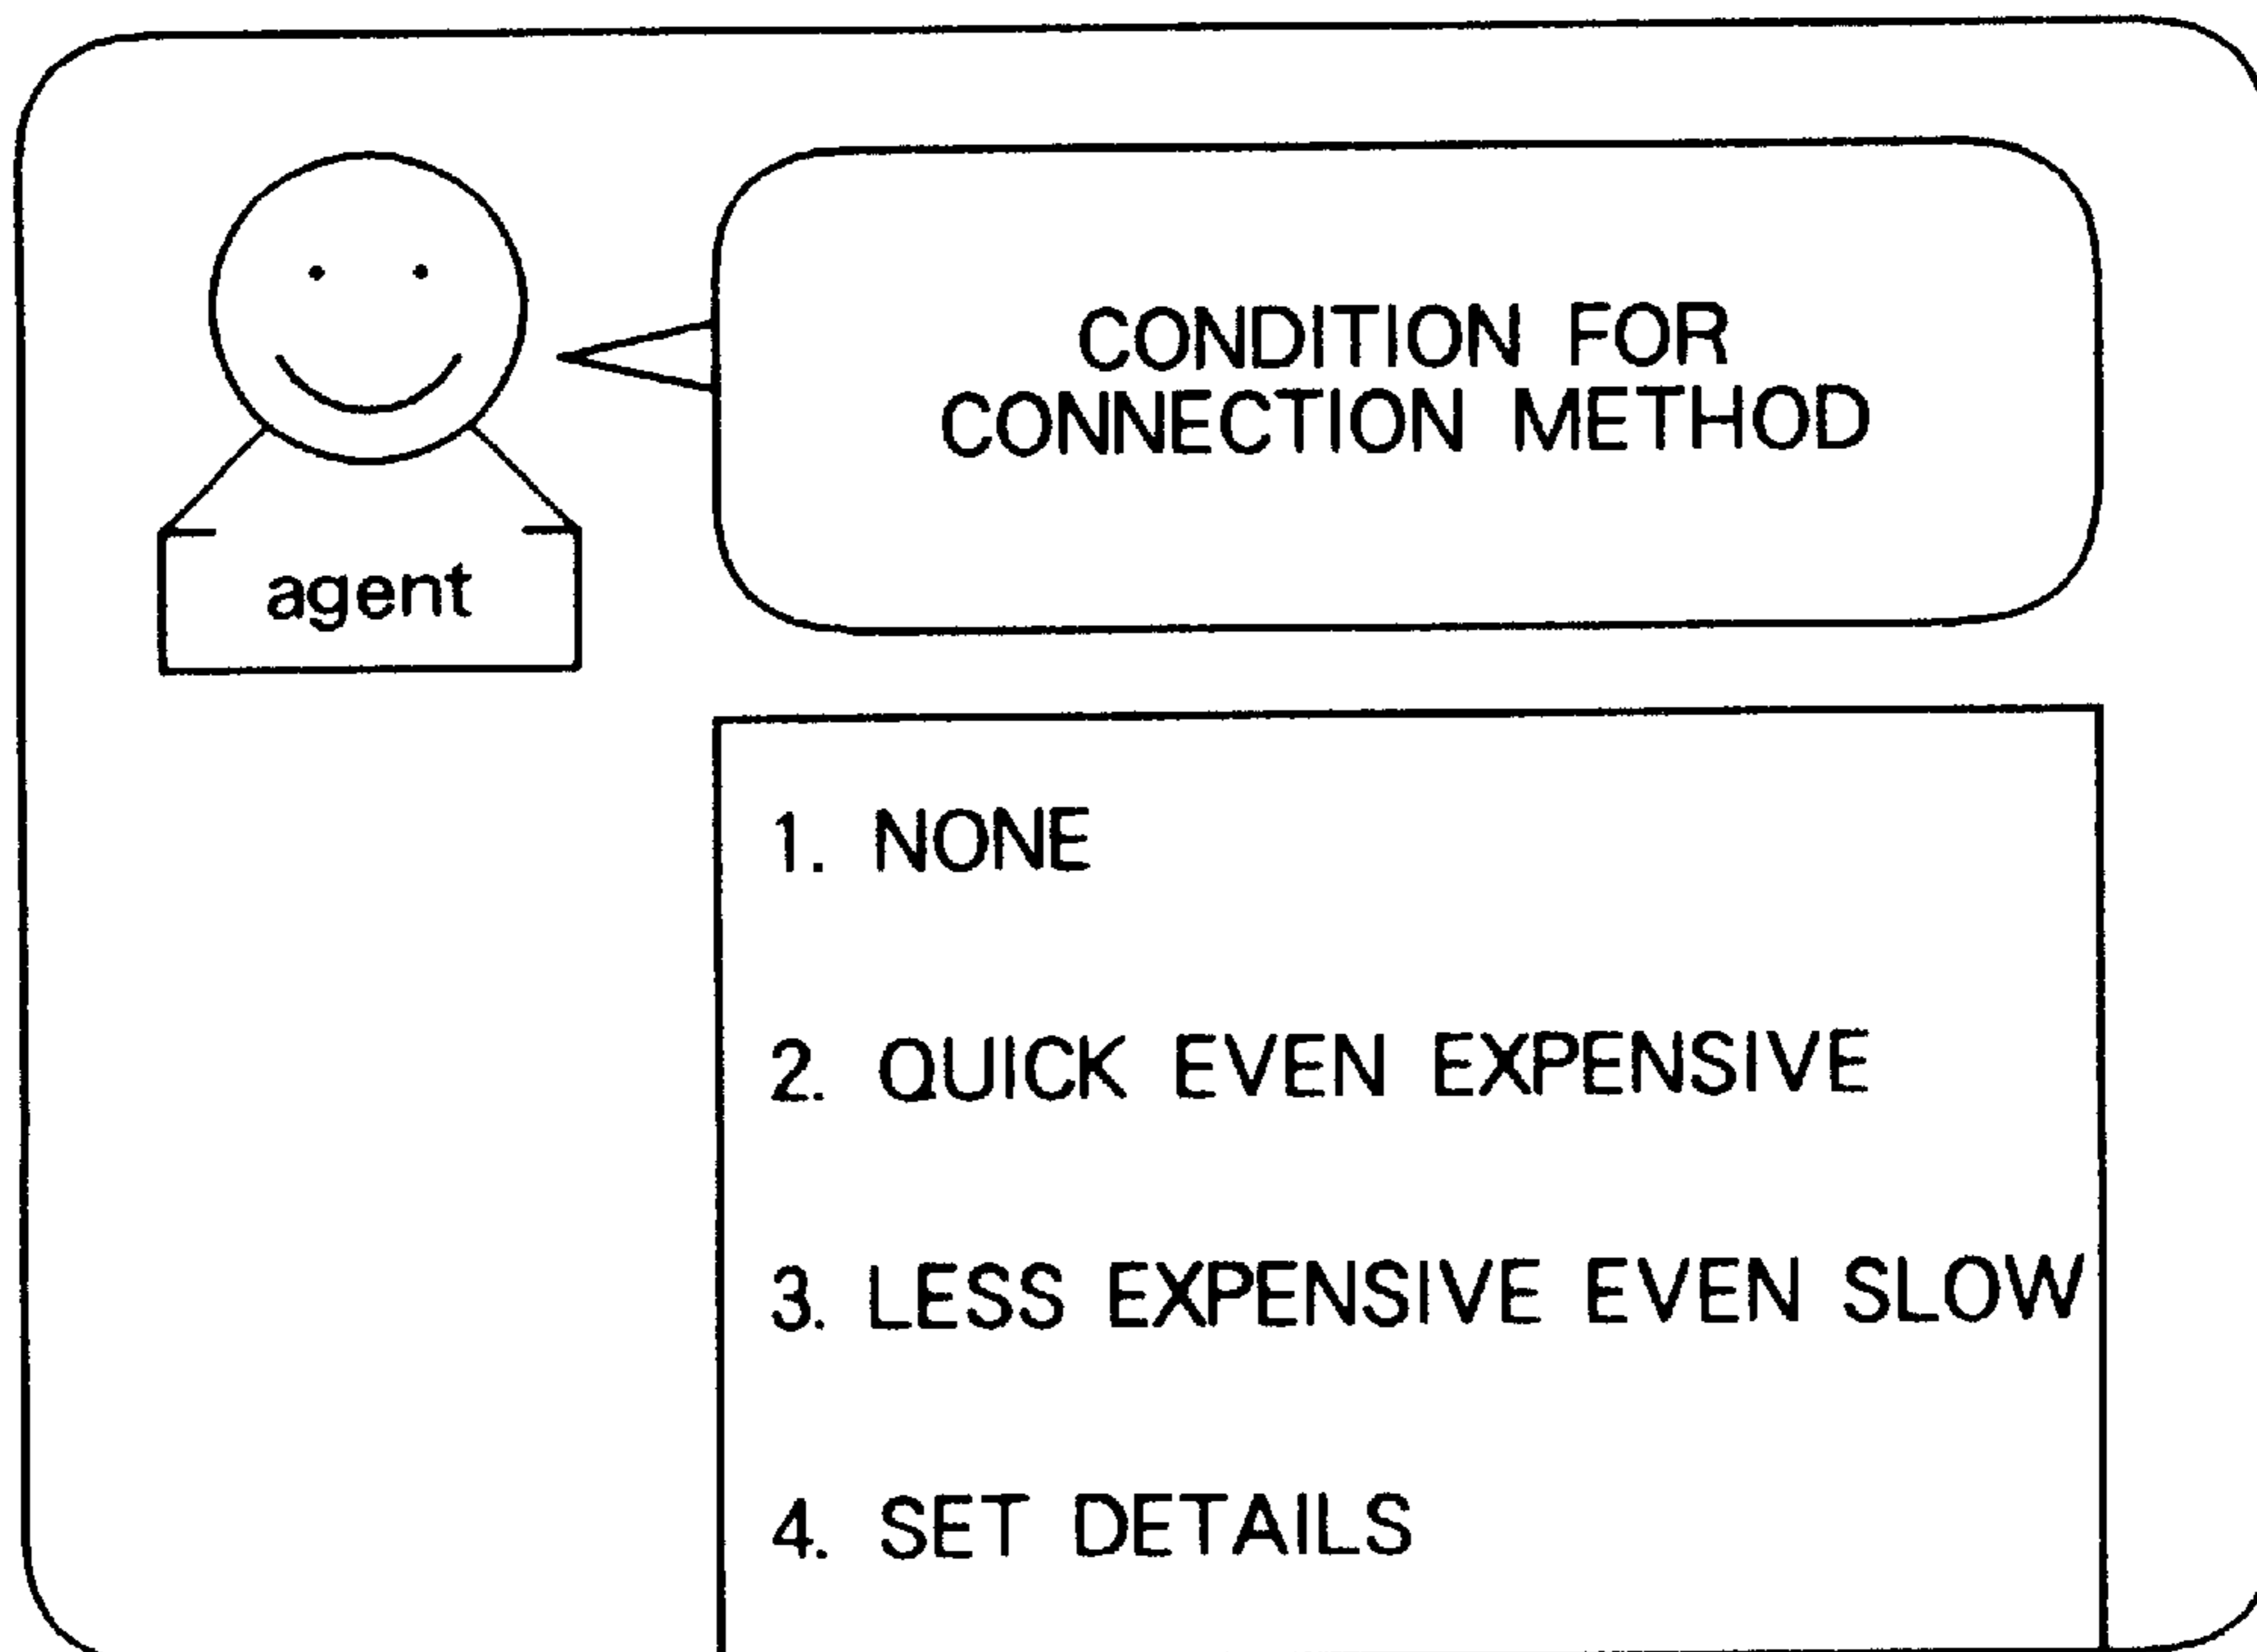 CONDITION FOR
CONNECTION METHOD
agent
1. NONE
2. QUICK EVEN EXPENSIVE
3. LESS EXPENSIVE EVEN SLOW
4. SET DETAILS